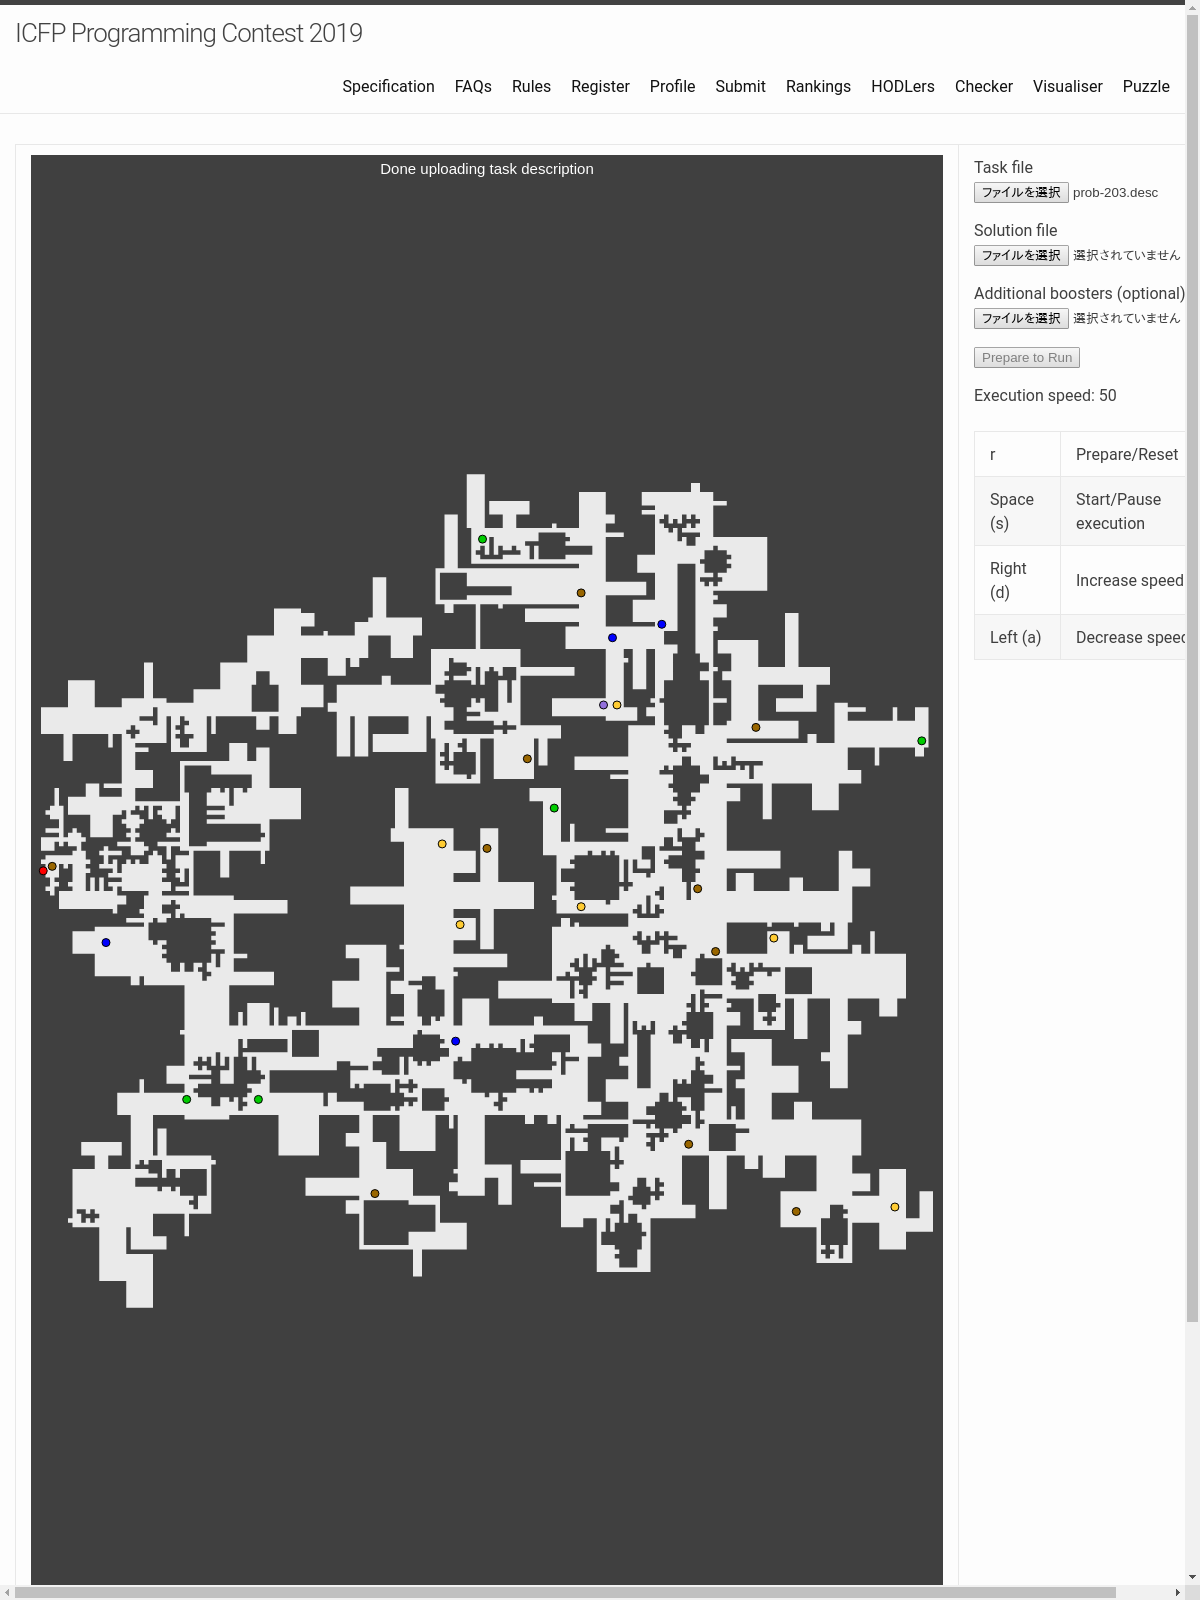 ICFP Programming Contest 2019
Specification FAQs Rules Register Profile Submit Rankings HODLers Checker Visualiser Puzzle
Done uploading task description
Task file
ファイルを選択 prob-203.desc
Solution file
ファイルを選択 選択されていません
Additional boosters (optional)
ファイルを選択 選択されていません
Prepare to Run
Execution speed: 50
r Prepare/Reset
Space (s) Start/Pause execution
Right (d) Increase speed
Left (a) Decrease speed